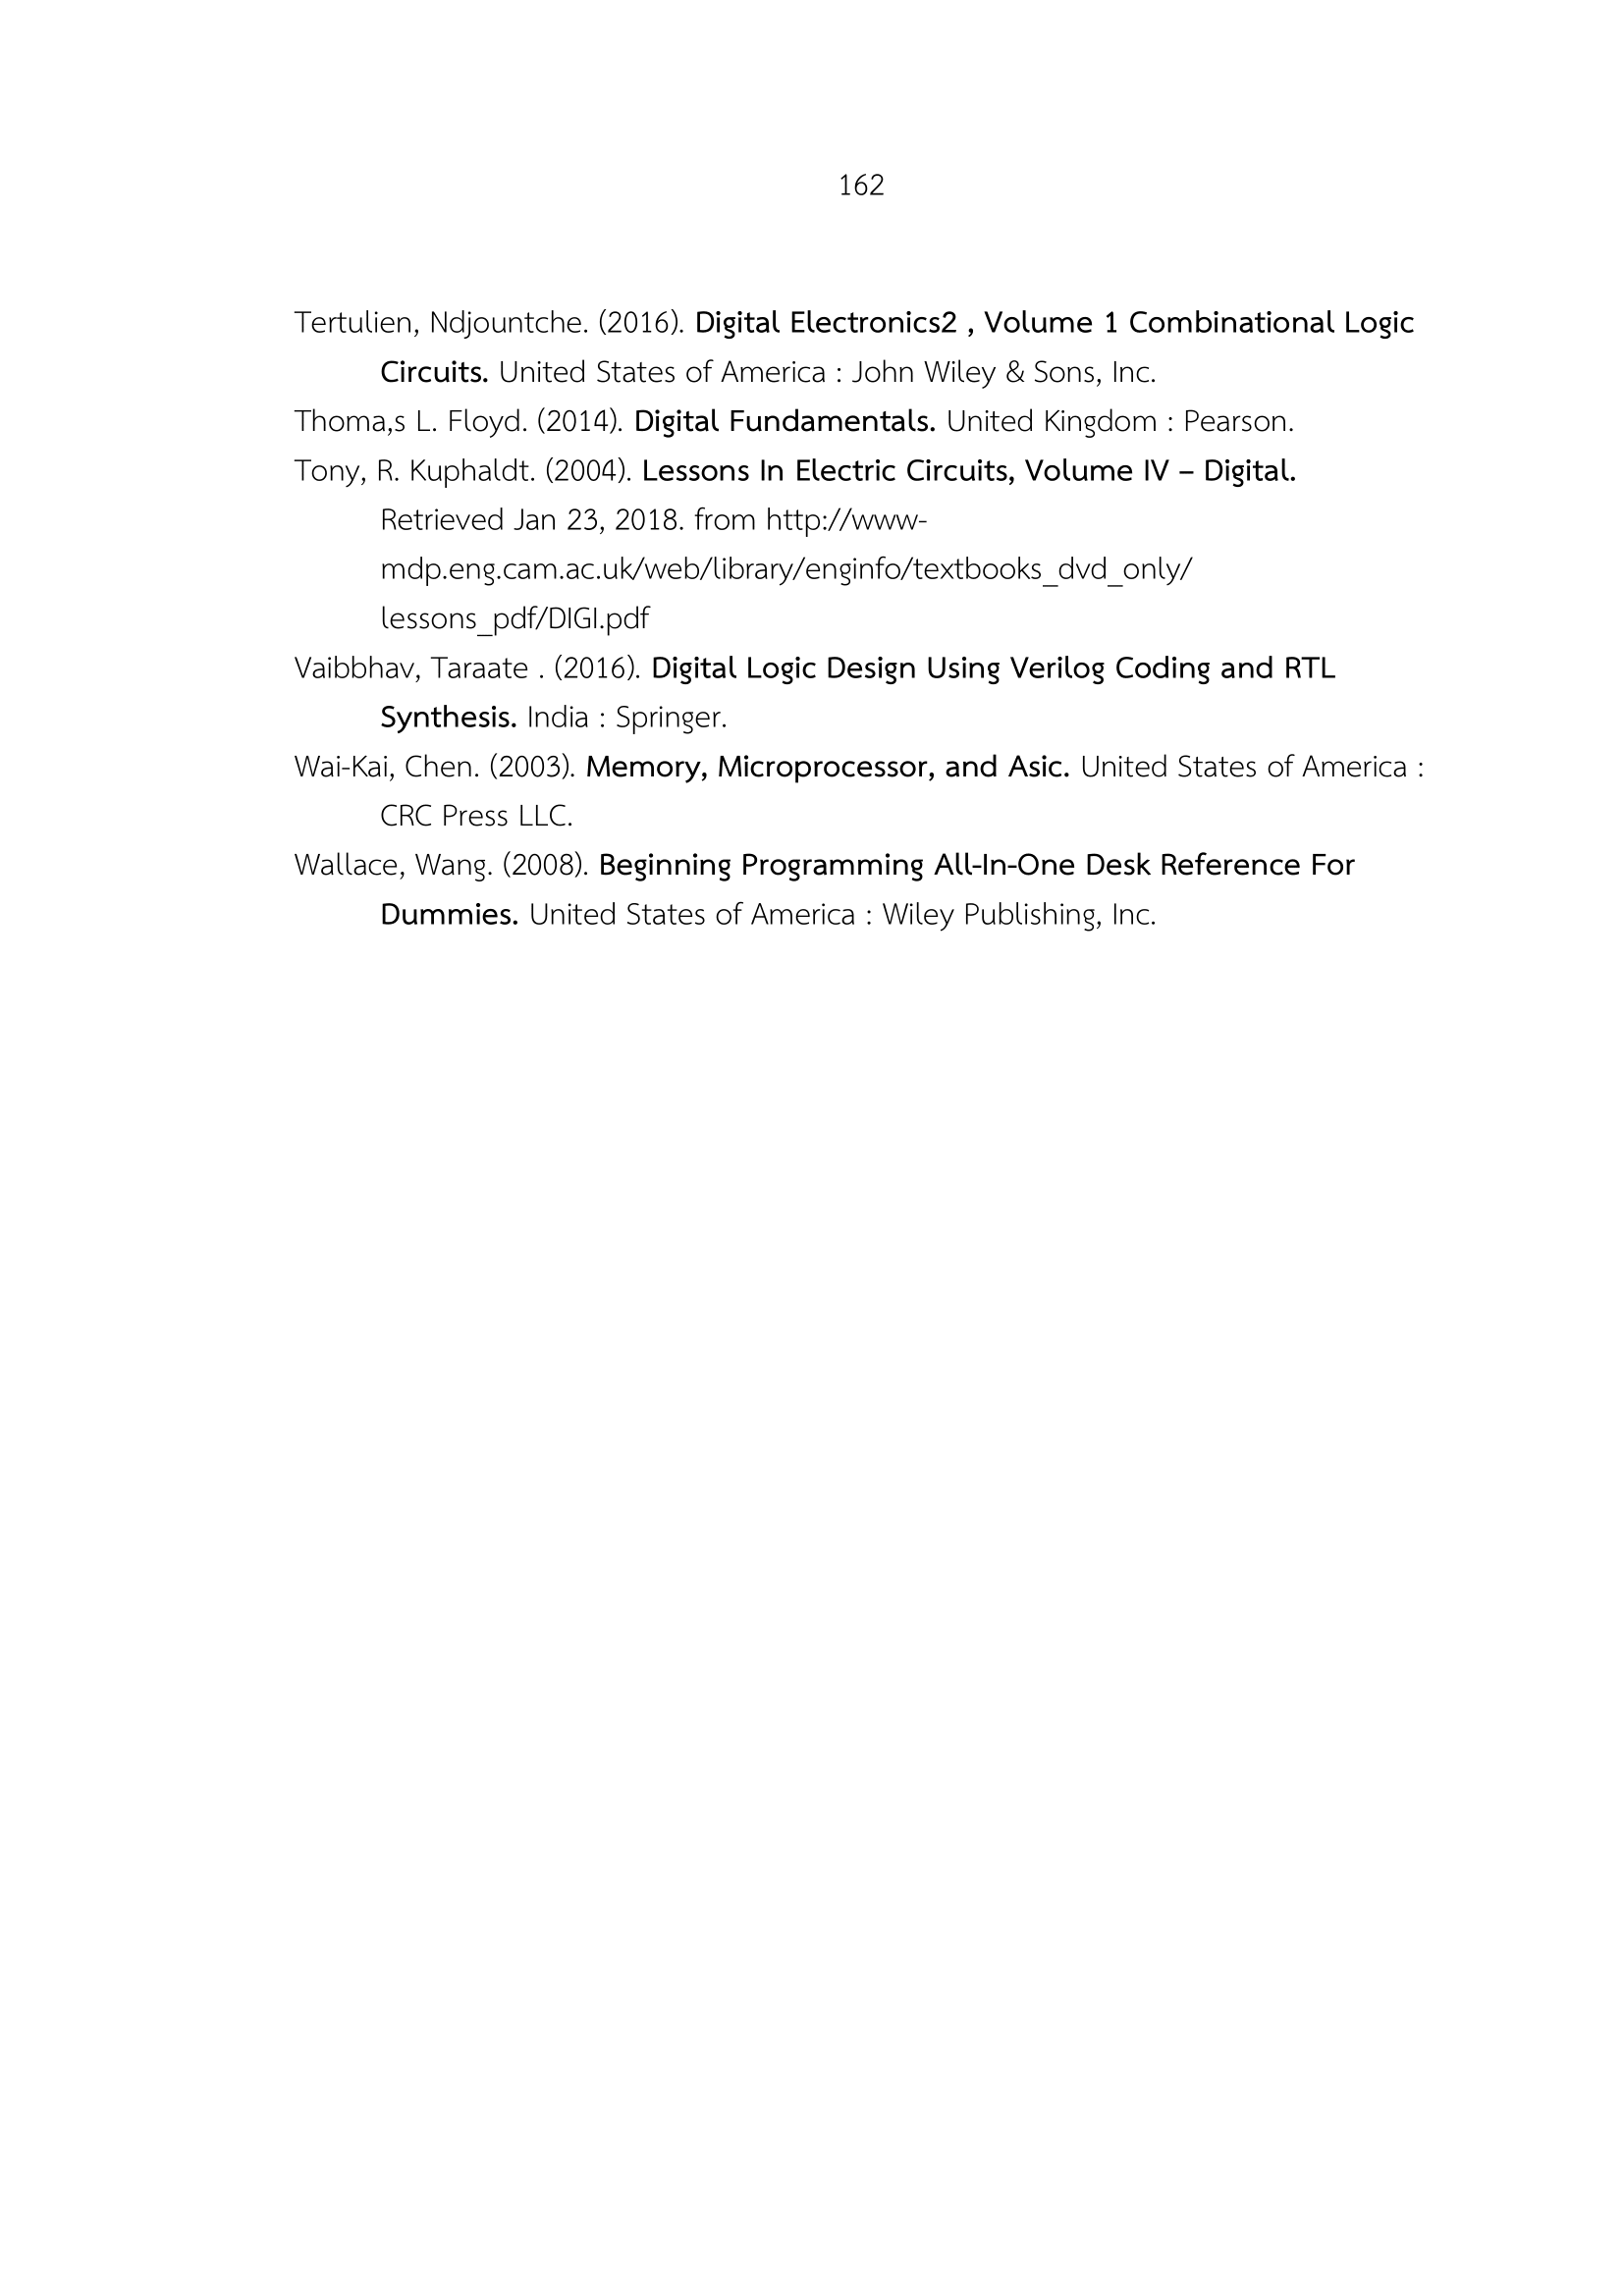 162
Tertulien, Ndjountche. (2016). Digital Electronics2 , Volume 1 Combinational Logic
Circuits. United States of America : John Wiley & Sons, Inc.
Thoma,s L. Floyd. (2014). Digital Fundamentals. United Kingdom : Pearson.
Tony, R. Kuphaldt. (2004). Lessons In Electric Circuits, Volume IV – Digital.
Retrieved Jan 23, 2018. from http://www-
mdp.eng.cam.ac.uk/web/library/enginfo/textbooks_dvd_only/
lessons_pdf/DIGI.pdf
Vaibbhav, Taraate . (2016). Digital Logic Design Using Verilog Coding and RTL
Synthesis. India : Springer.
Wai-Kai, Chen. (2003). Memory, Microprocessor, and Asic. United States of America :
CRC Press LLC.
Wallace, Wang. (2008). Beginning Programming All-In-One Desk Reference For
Dummies. United States of America : Wiley Publishing, Inc.